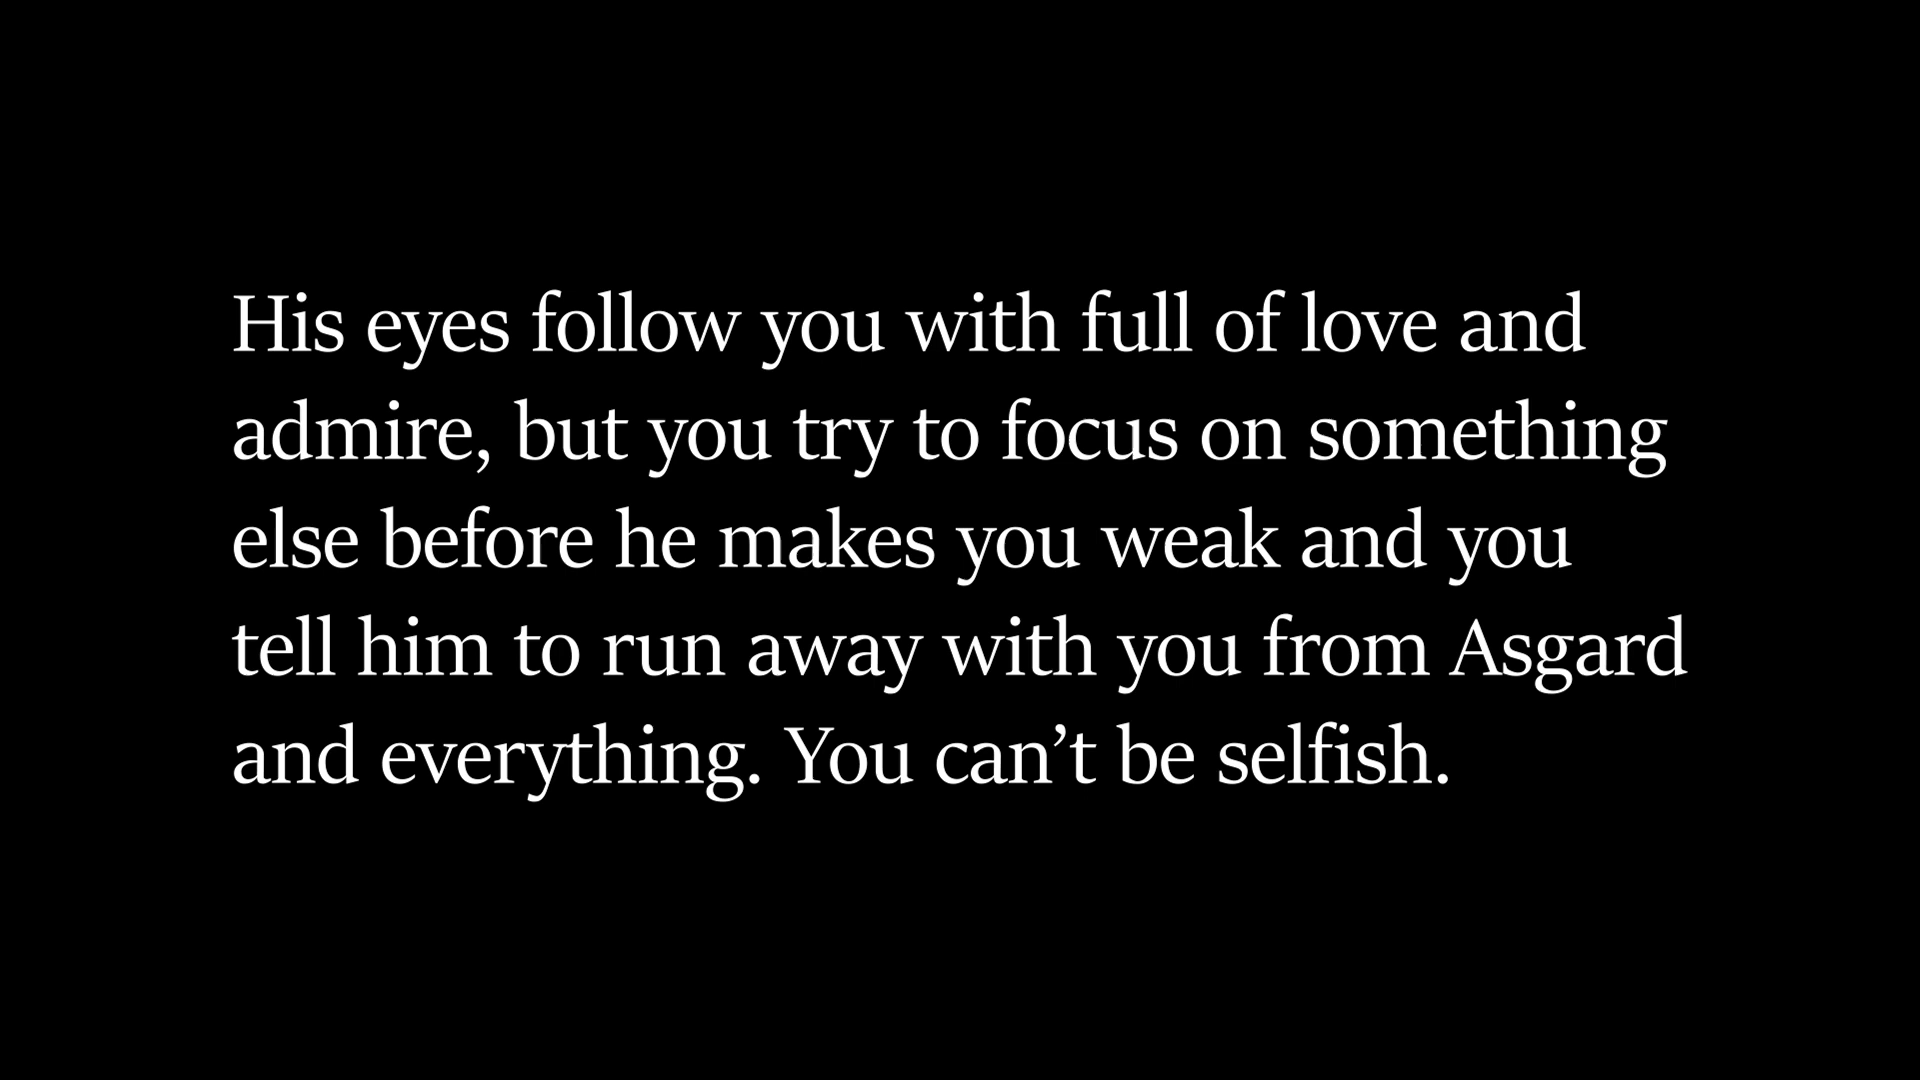 His eyes follow you with full of love and
admire, but you try to focus on something
else before he makes you weak and you
tell him to run away with you from Asgard
and everything. You can’t be selfish.